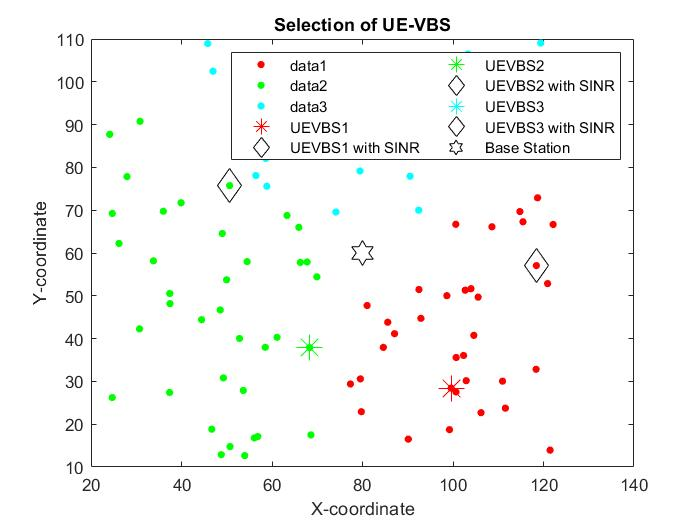 Selection of UE-VBS
110
100
90
80
70
60
50
40
30
20
10
Y-coordinate
data1
data2
data3
UEVBS1
UEVBS1 with SINR
UEVBS2
UEVBS2 with SINR
UEVBS3
UEVBS3 with SINR
Base Station
20 40 60 80 100 120 140
X-coordinate